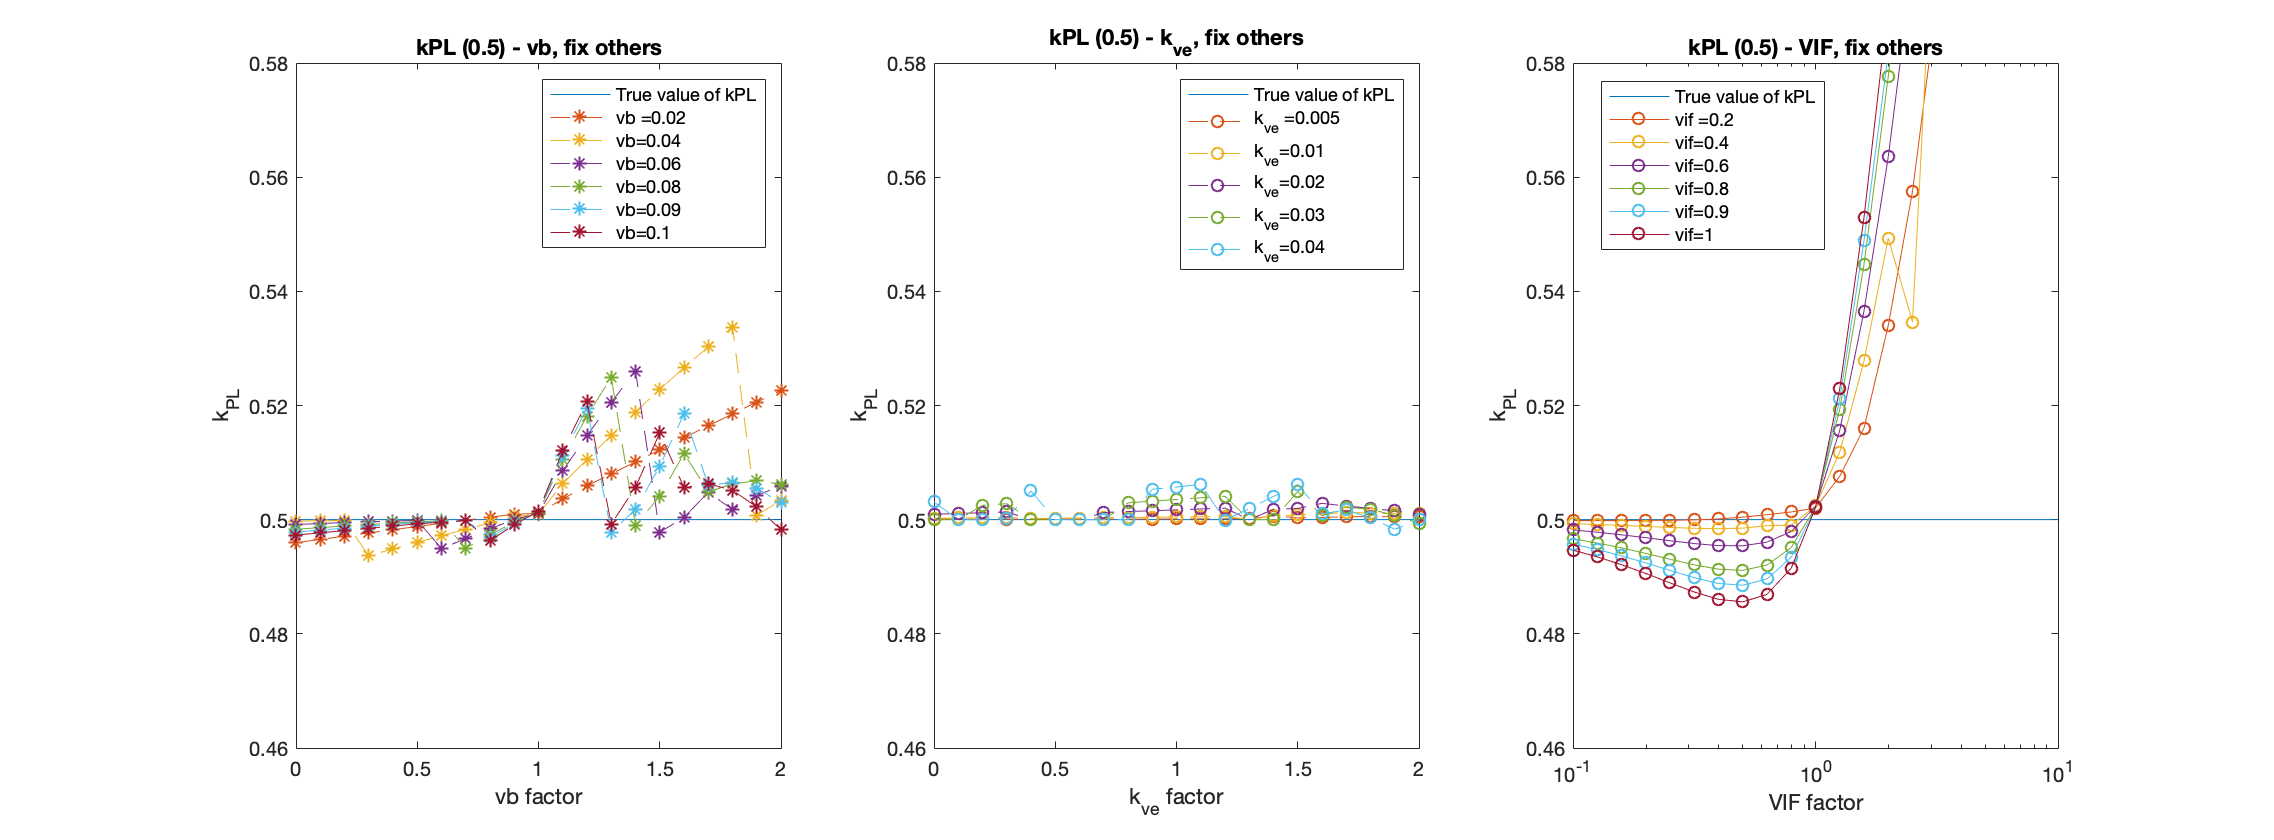 kPL (0.5) - vb, fix others
0.58
0.56
0.54
0.52
0.5
0.48
0.46
kPL
0
0.5
1
1.5
2
vb factor
True value of kPL
vb =0.02
vb=0.04
vb=0.06
vb=0.08
vb=0.09
vb=0.1
kPL (0.5) - kve, fix others
0.58
0.56
0.54
0.52
0.5
0.48
0.46
kPL
0
0.5
1
1.5
2
kve factor
True value of kPL
kve =0.005
kve=0.01
kve=0.02
kve=0.03
kve=0.04
kPL (0.5) - VIF, fix others
0.58
0.56
0.54
0.52
0.5
0.48
0.46
kPL
10-1
100
101
VIF factor
True value of kPL
vif =0.2
vif=0.4
vif=0.6
vif=0.8
vif=0.9
vif=1